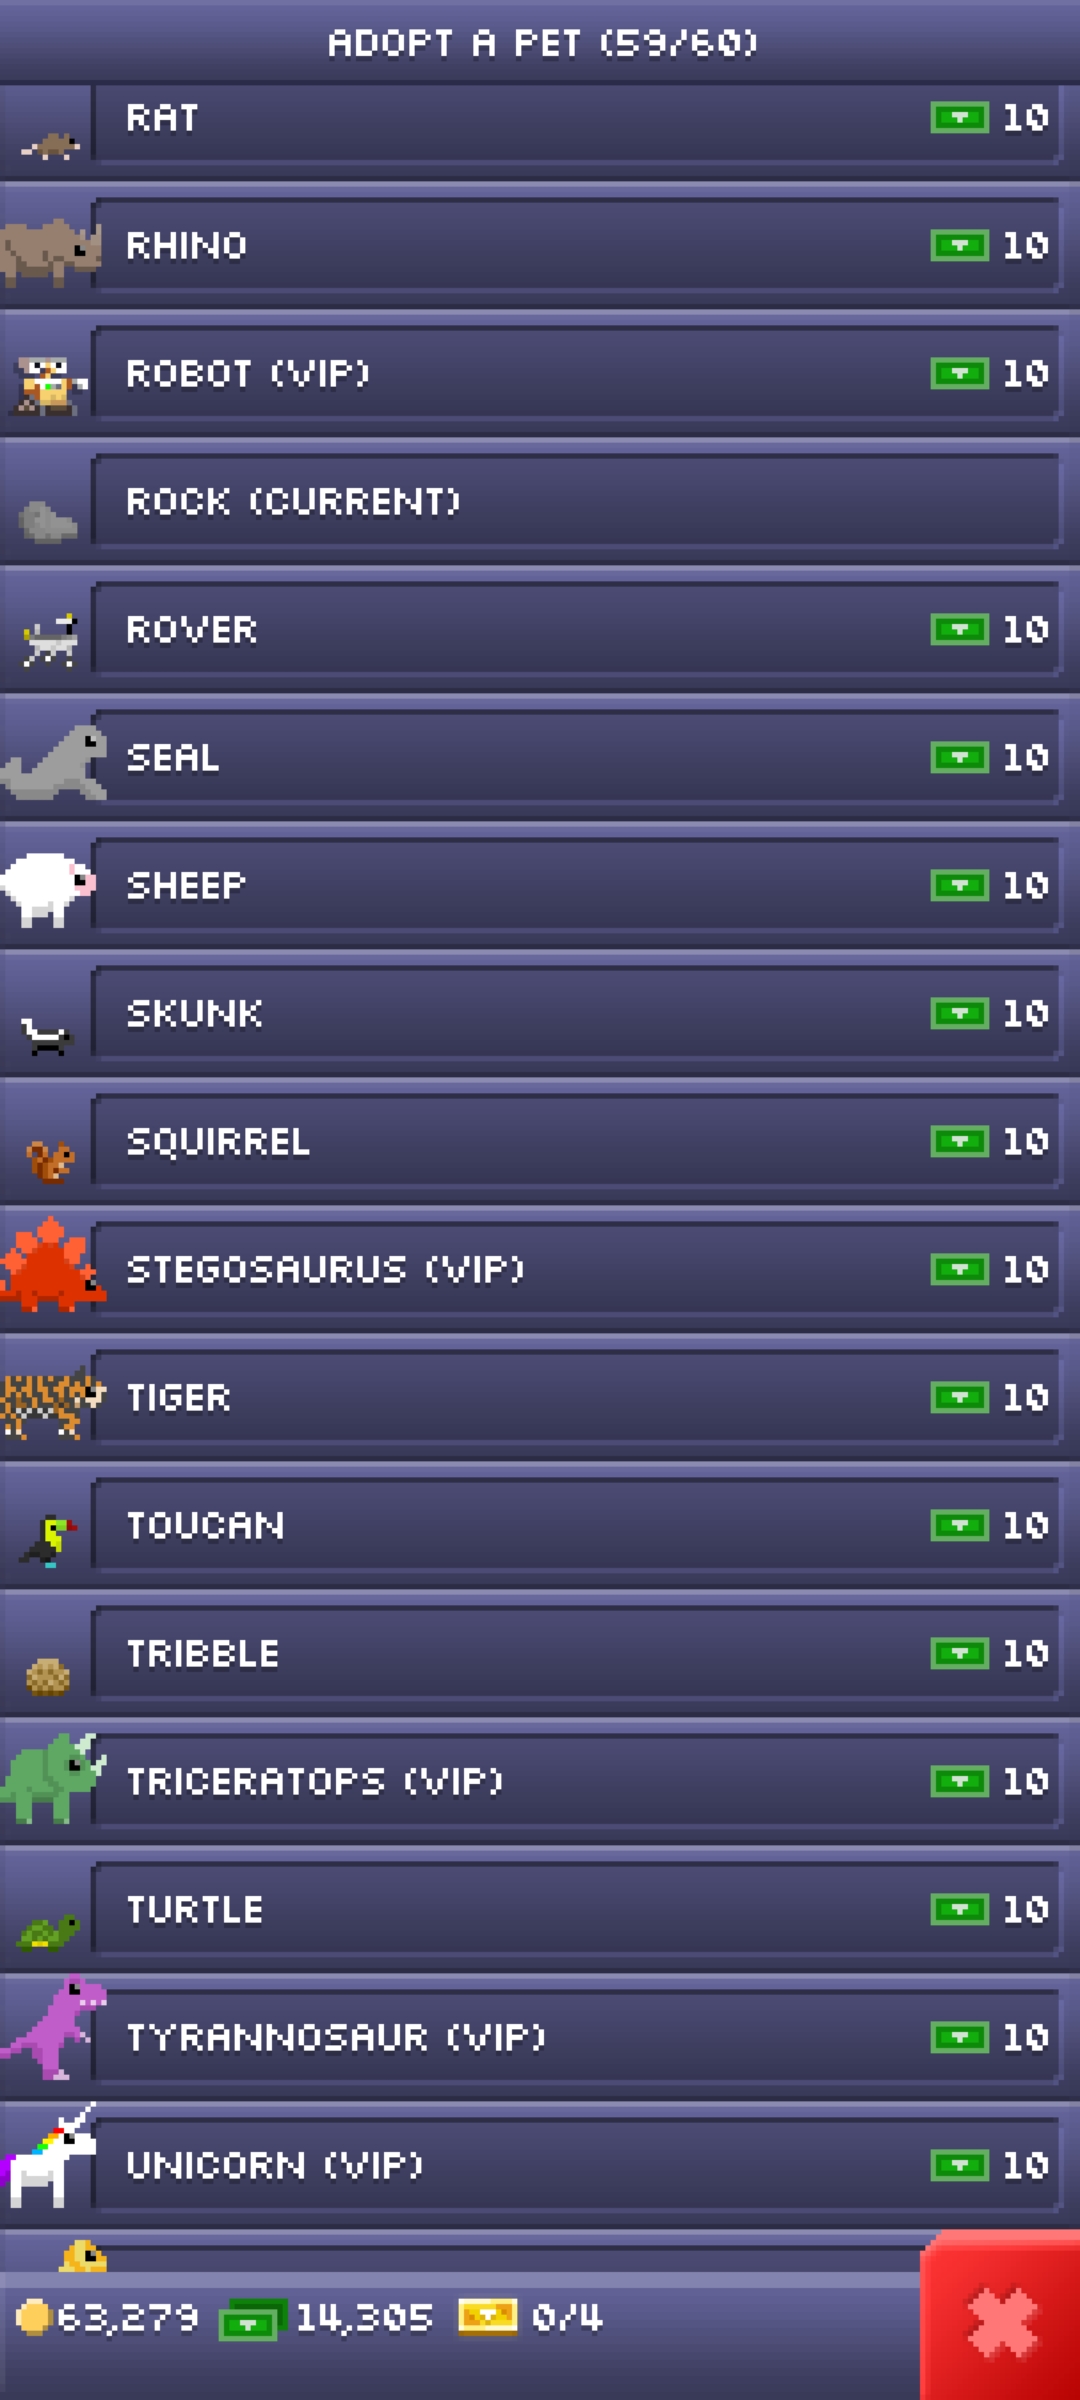 ADOPT A PET (59/60)
RAT 10
RHINO 10
ROBOT (VIP) 10
ROCK (CURRENT)
ROVER 10
SEAL 10
SHEEP 10
SKUNK 10
SQUIRREL 10
STEGOSAURUS (VIP) 10
TIGER 10
TOUCAN 10
TRIBBLE 10
TRICERATOPS (VIP) 10
TURTLE 10
TYRANNOSAUR (VIP) 10
UNICORN (VIP) 10
63,279 14,305 0/4